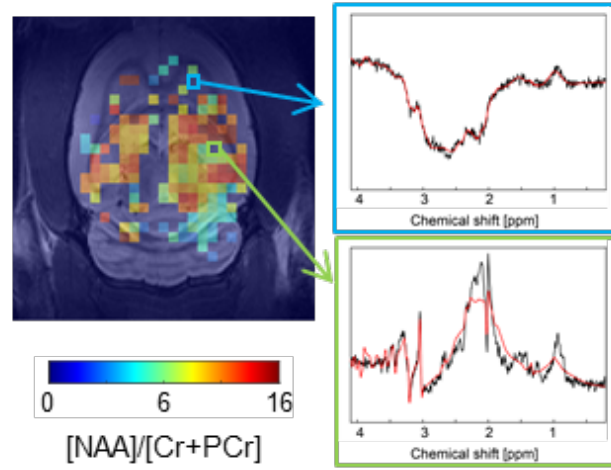 4 3 2 1
Chemical shift [ppm]
4 3 2 1
Chemical shift [ppm]
0 6 16
[NAA]/[Cr+PCr]